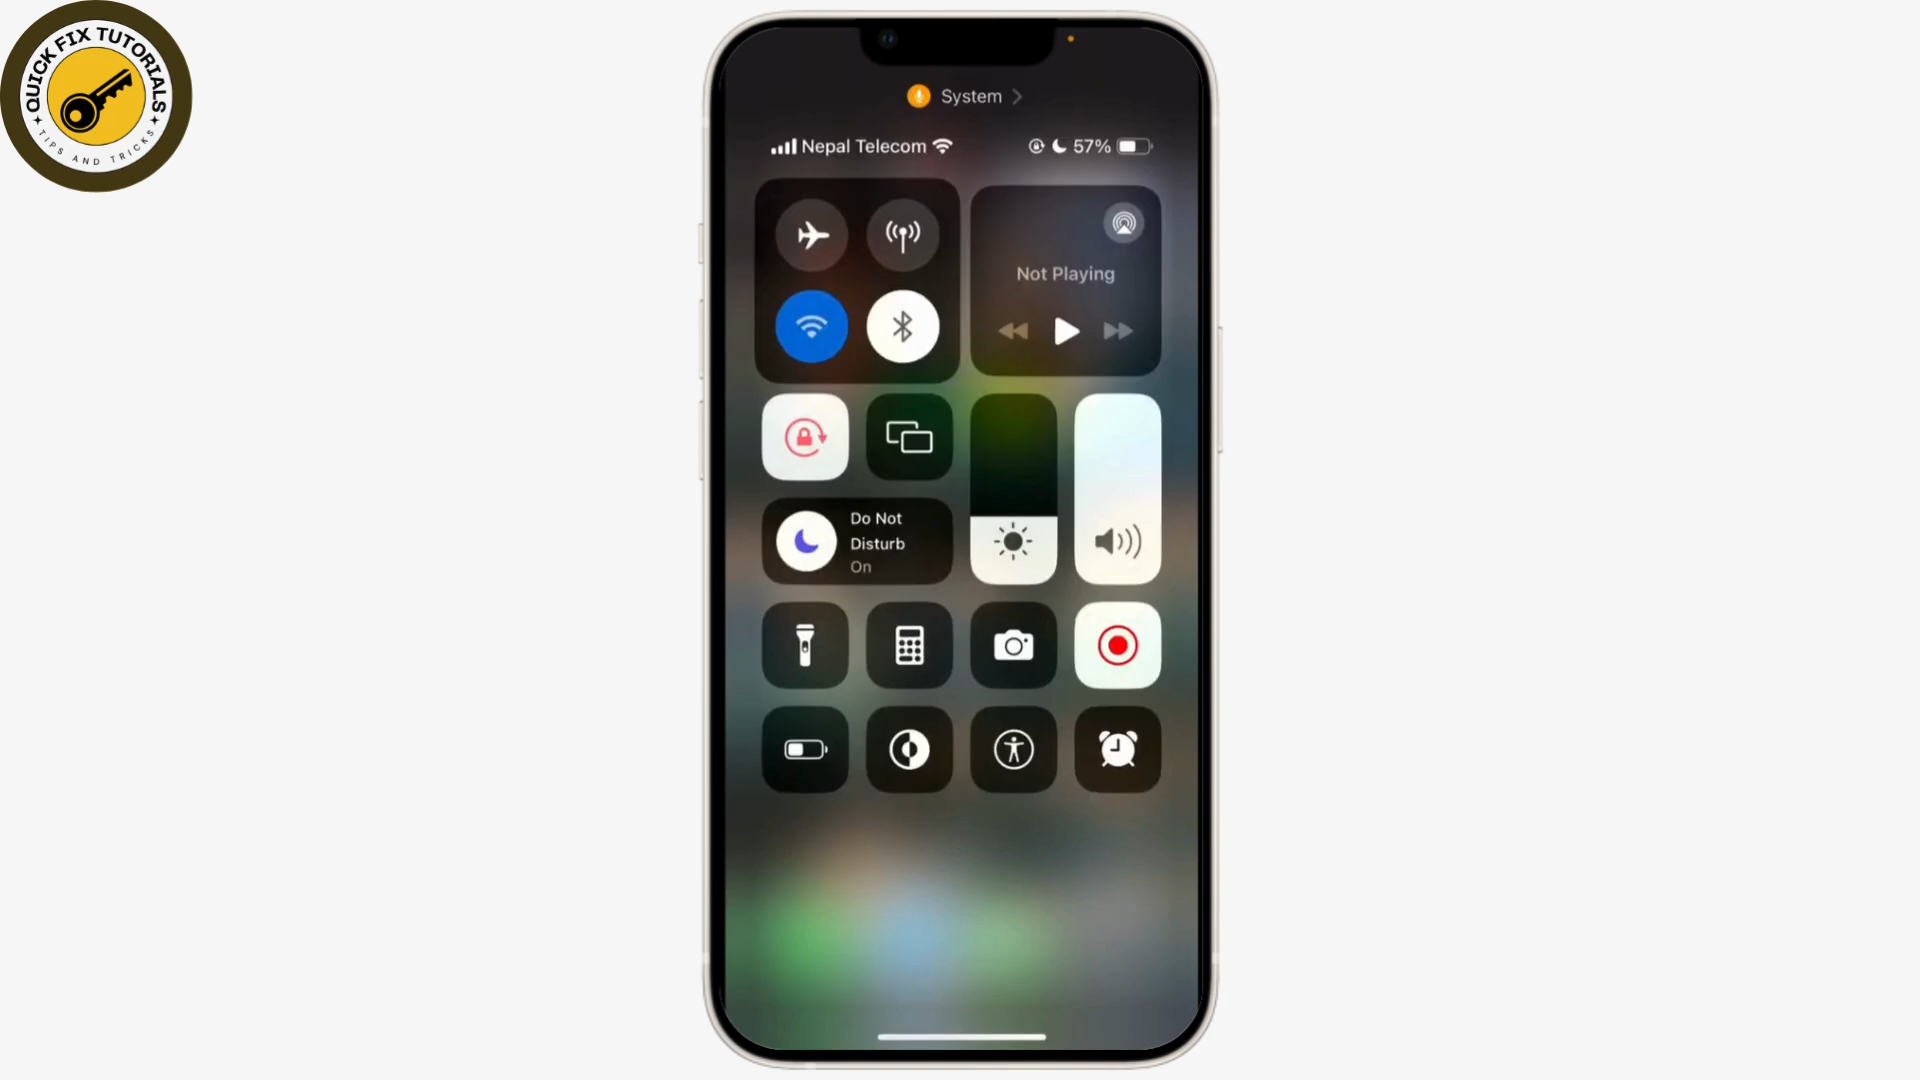 QUICK FIX TUTORIALS
TIPS AND TRICKS
System
Nepal Telecom
57%
Not Playing
Do Not
Disturb
On